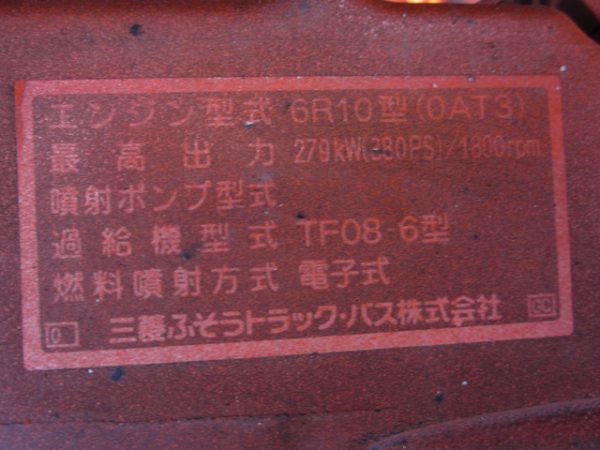 エンジン型式 6R10型(0AT3)
最高出力 279kW(380PS)/1800rpm
噴射ポンプ型式
過給機型式 TF08-6型
燃料噴射方式 電子式
三菱ふそうトラック・バス株式会社